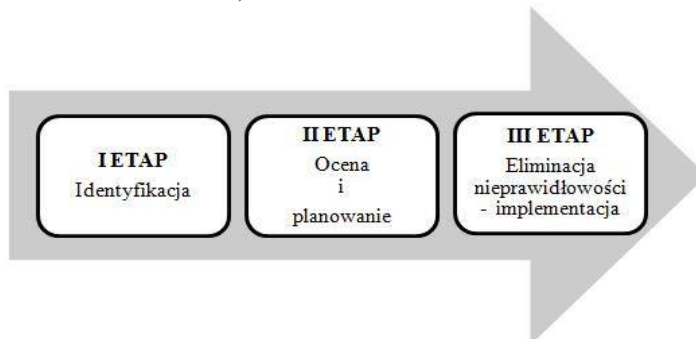 I ETAP
Identyfikacja
II ETAP
Ocena
i
planowanie
III ETAP
Eliminacja
nieprawidłowości
- implementacja